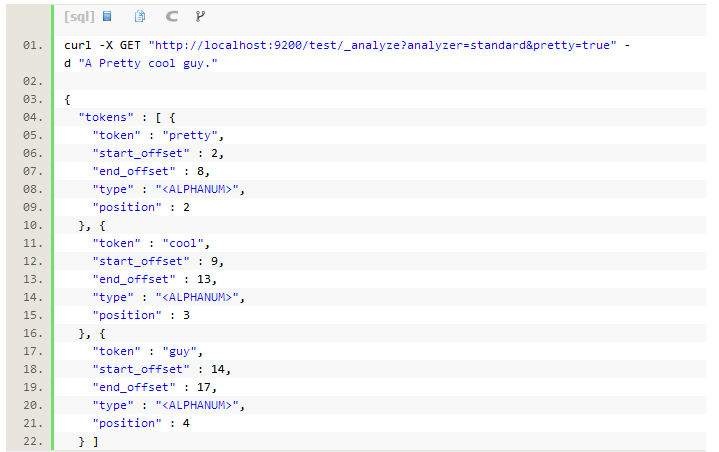 [sql]
01. curl -X GET "http://localhost:9200/test/_analyze?analyzer=standard&pretty=true" -
d "A Pretty cool guy."
02.
03. {
04. "tokens" : [ {
05. "token" : "pretty",
06. "start_offset" : 2,
07. "end_offset" : 8,
08. "type" : "<ALPHANUM>",
09. "position" : 2
10. }, {
11. "token" : "cool",
12. "start_offset" : 9,
13. "end_offset" : 13,
14. "type" : "<ALPHANUM>",
15. "position" : 3
16. }, {
17. "token" : "guy",
18. "start_offset" : 14,
19. "end_offset" : 17,
20. "type" : "<ALPHANUM>",
21. "position" : 4
22. } ]